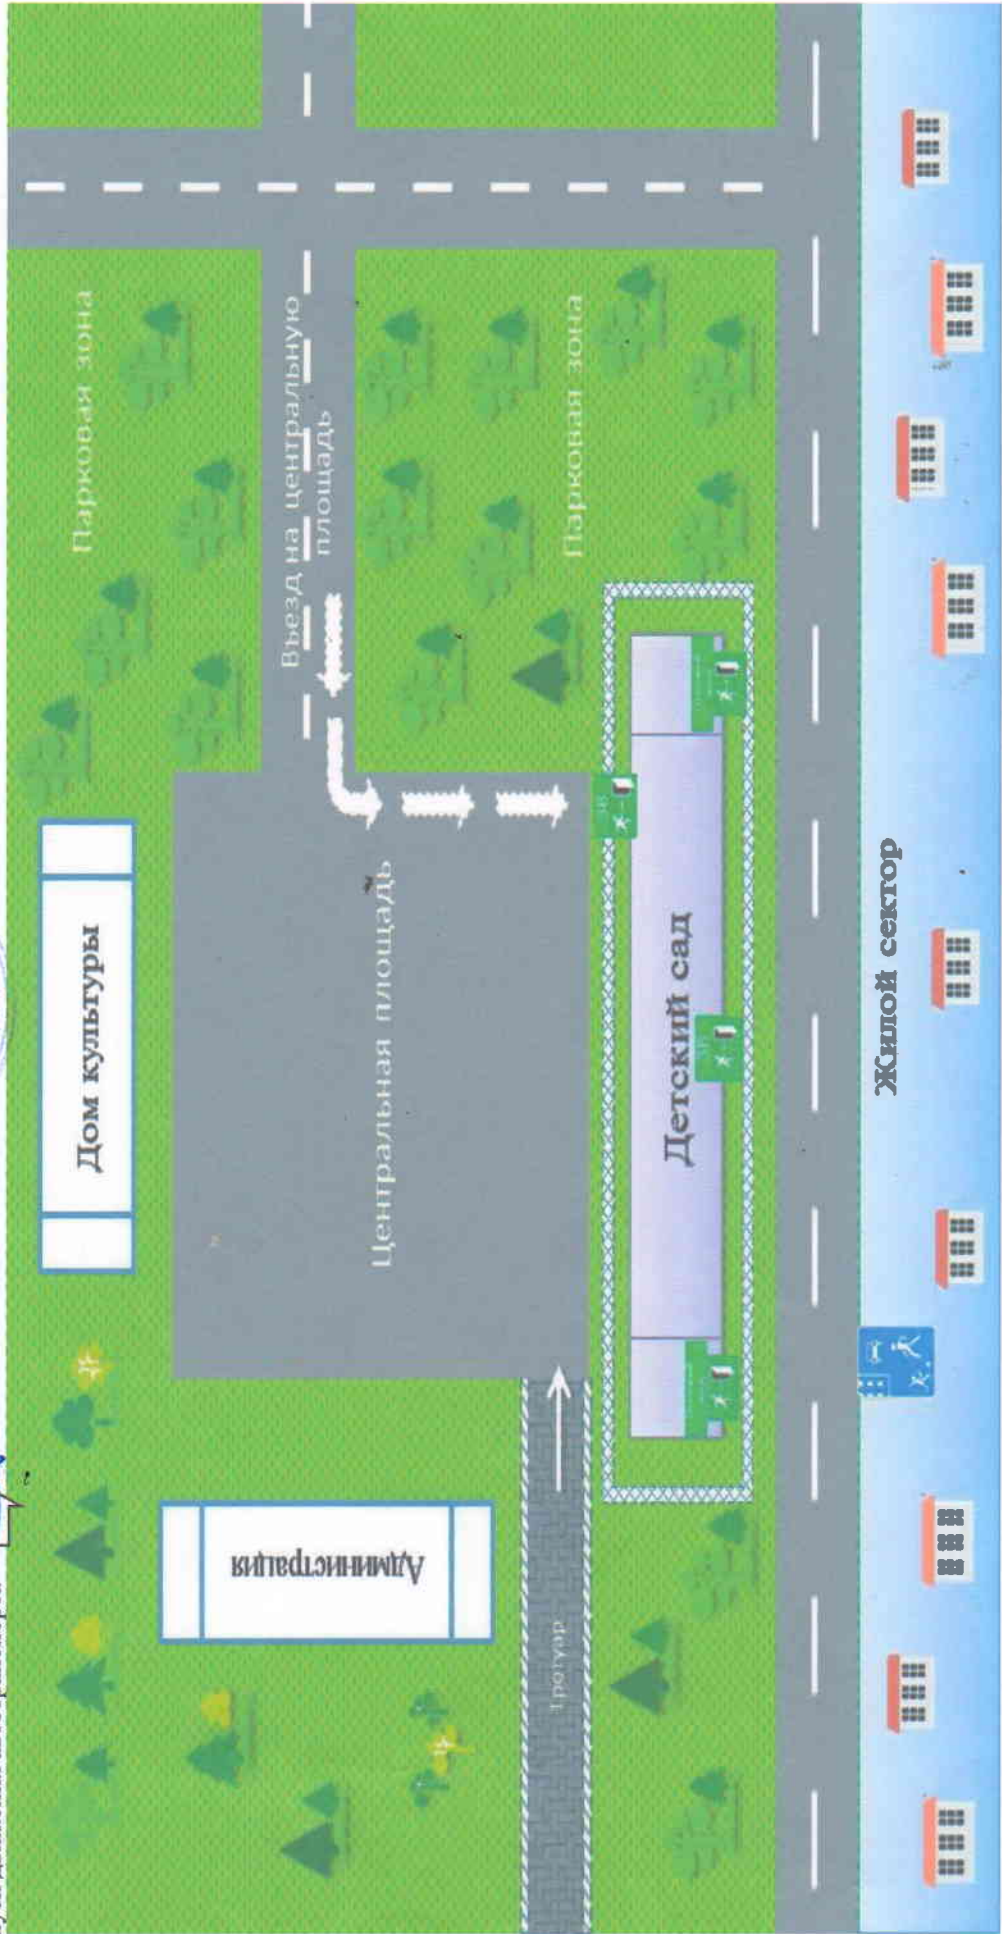 Парковая зона
Въезд на центральную
площадь
Парковая зона
Дом культуры
Центральная площадь
Детский сад
Жилой сектор
Администрация
Тротуар